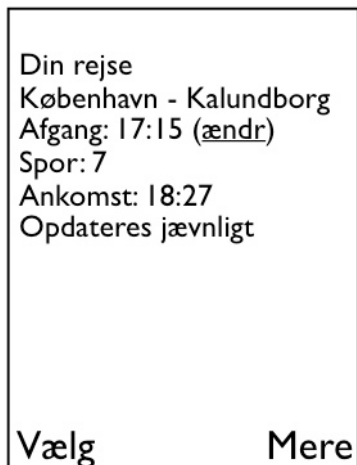 Din rejse
København - Kalundborg
Afgang: 17:15 (ændr)
Spor: 7
Ankomst: 18:27
Opdateres jævnligt
Vælg Mere